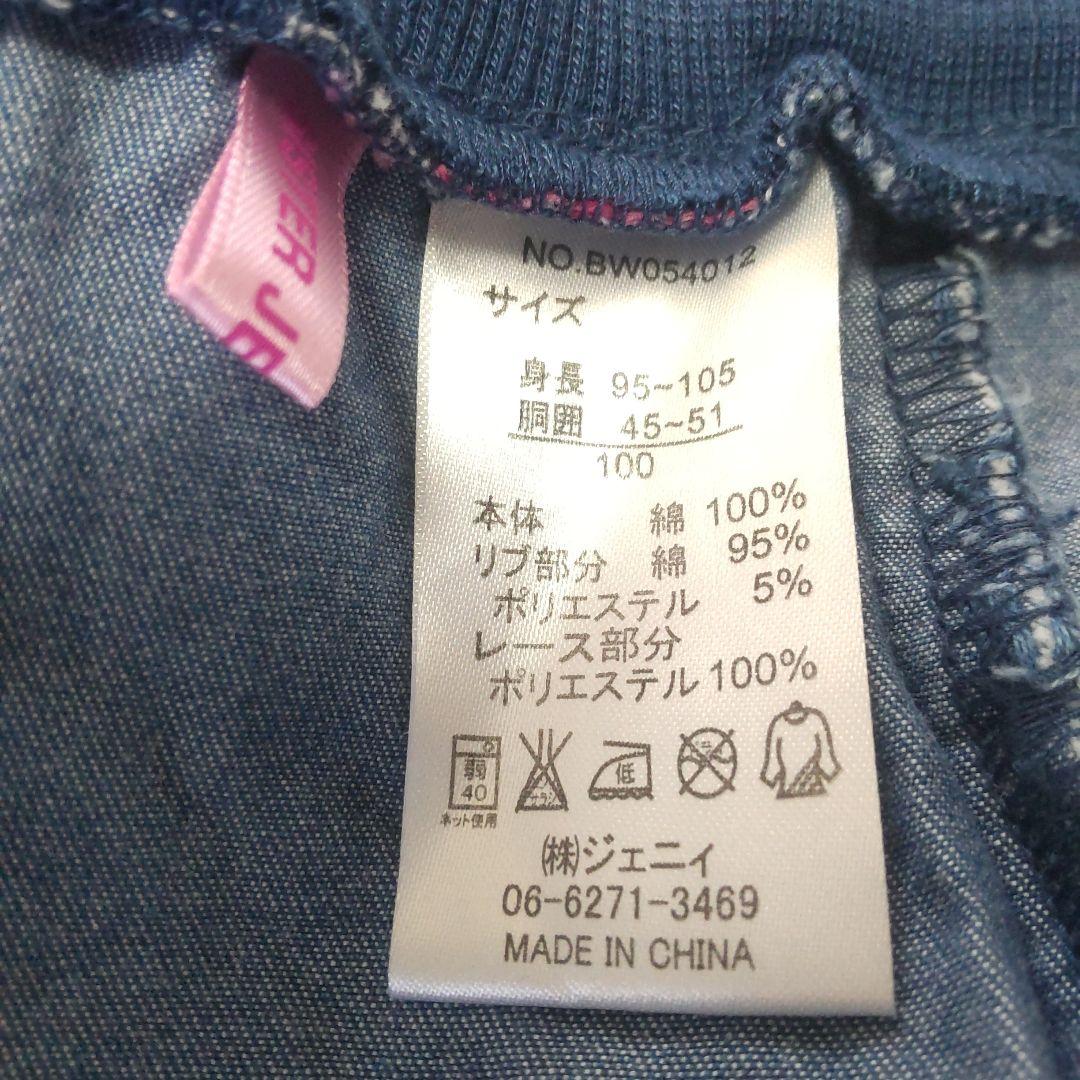 SISTER JE
NO.BW054012
サイズ
身長 95~105
胴囲 45~51
100
本体 綿 100%
リブ部分 綿 95%
ポリエステル 5%
レース部分
ポリエステル 100%
弱
40
ネット使用
低
(株)ジェニィ
06-6271-3469
MADE IN CHINA